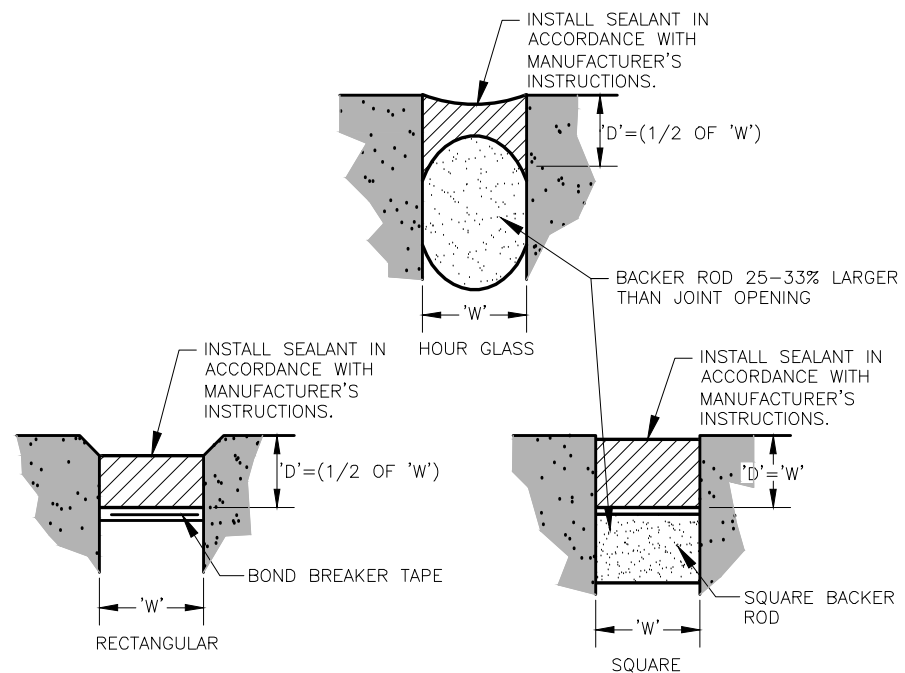 INSTALL SEALANT IN
ACCORDANCE WITH
MANUFACTURER'S
INSTRUCTIONS.
'D'=(1/2 OF 'W')
BACKER ROD 25-33% LARGER
THAN JOINT OPENING
'W'
HOUR GLASS
INSTALL SEALANT IN
ACCORDANCE WITH
MANUFACTURER'S
INSTRUCTIONS.
'D'=(1/2 OF 'W')
BOND BREAKER TAPE
'W'
RECTANGULAR
INSTALL SEALANT IN
ACCORDANCE WITH
MANUFACTURER'S
INSTRUCTIONS.
'D'='W'
SQUARE BACKER
ROD
'W'
SQUARE